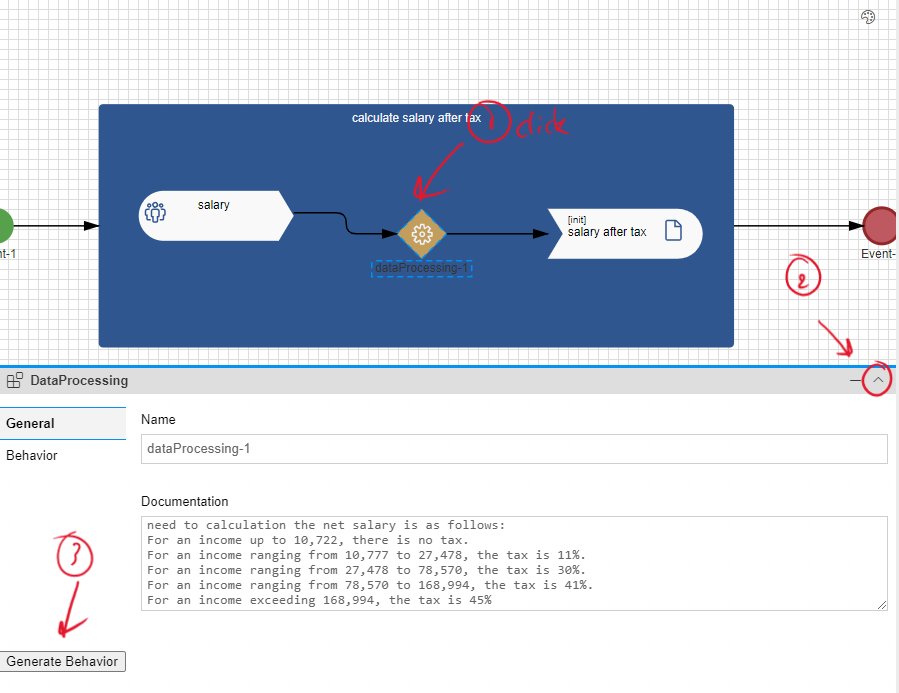 calculate salary after tax
1 click
salary
[init]
salary after tax
dataProcessing-1
nt-1
Event-
2
DataProcessing
General
Behavior
Name
dataProcessing-1
Documentation
need to calculation the net salary is as follows:
For an income up to 10,722, there is no tax.
For an income ranging from 10,777 to 27,478, the tax is 11%.
For an income ranging from 27,478 to 78,570, the tax is 30%.
For an income ranging from 78,570 to 168,994, the tax is 41%.
For an income exceeding 168,994, the tax is 45%
3
Generate Behavior